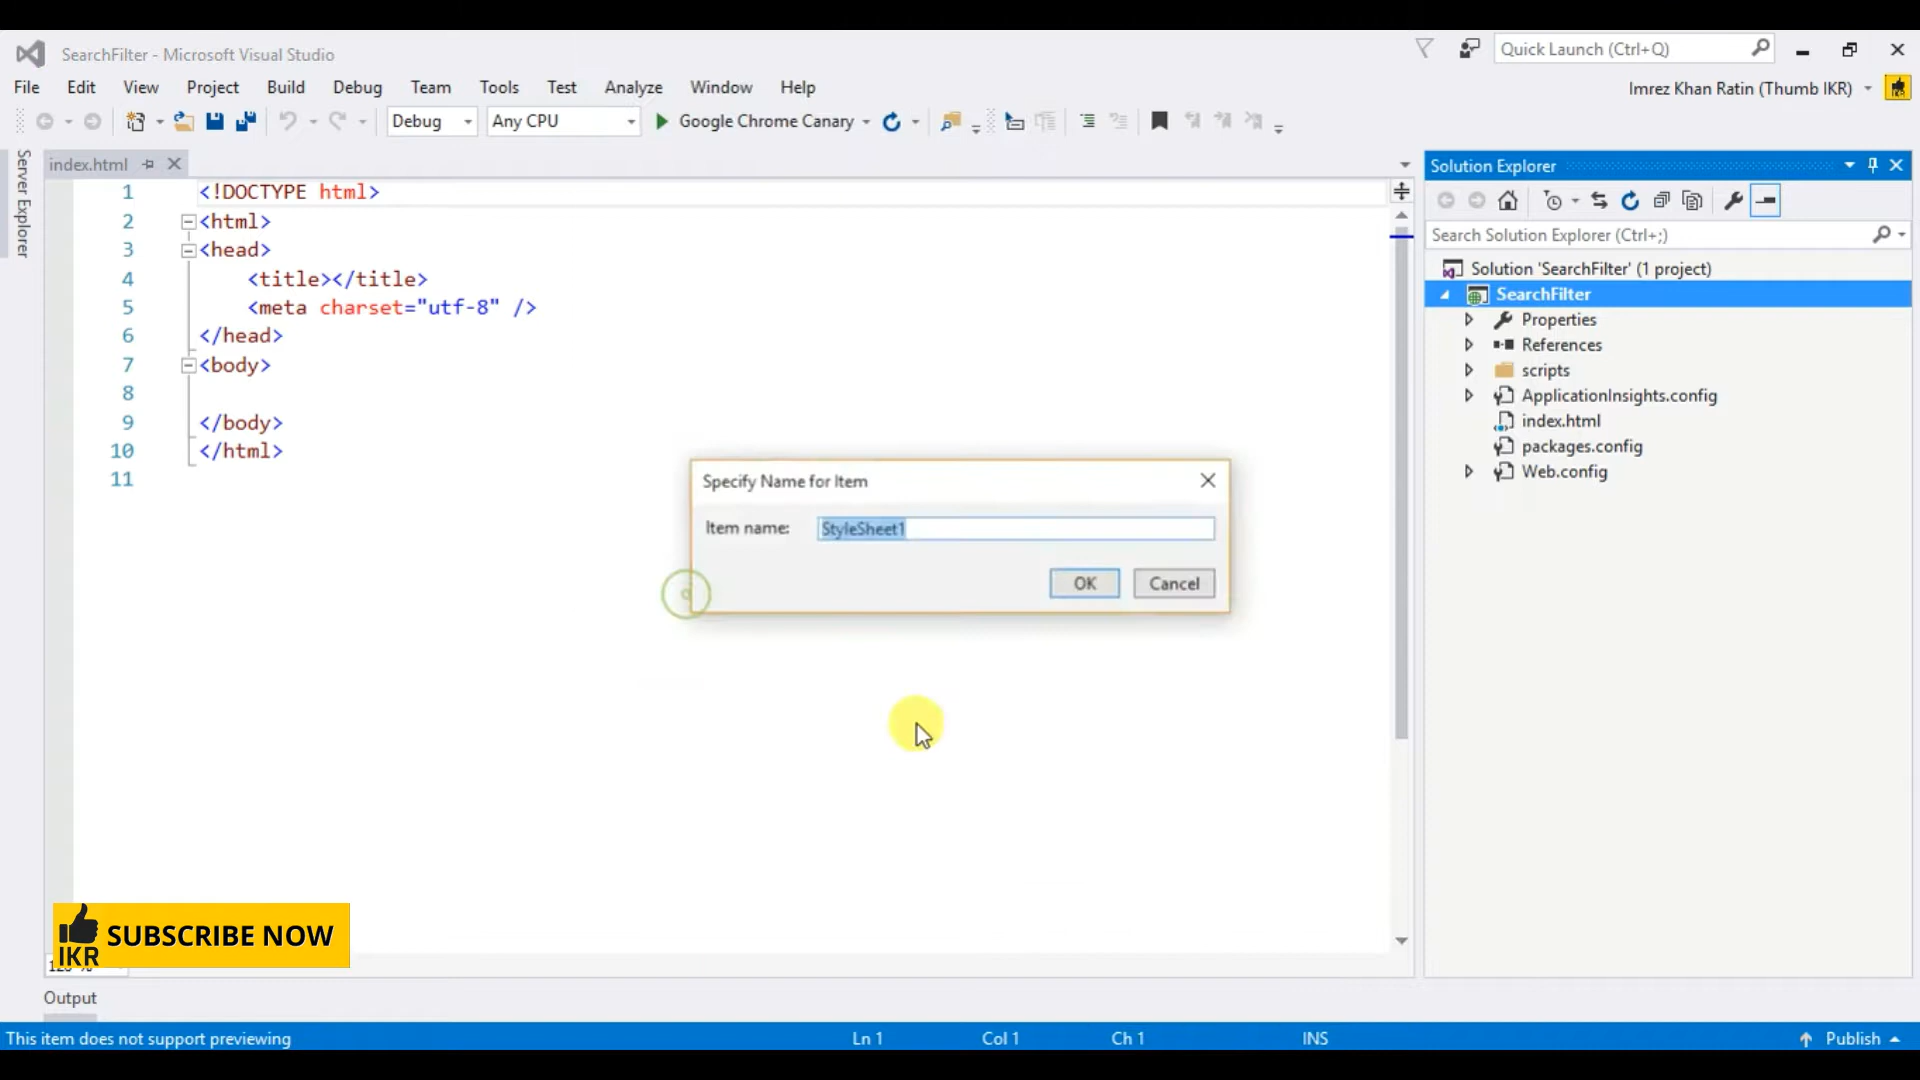 SearchFilter - Microsoft Visual Studio
Quick Launch (Ctrl+Q)
File Edit View Project Build Debug Team Tools Test Analyze Window Help
Imrez Khan Ratin (Thumb IKR)
Debug Any CPU Google Chrome Canary
Server Explorer
index.html
1 <!DOCTYPE html>
2 <html>
3 <head>
4 <title></title>
5 <meta charset="utf-8" />
6 </head>
7 <body>
8
9 </body>
10 </html>
11
Specify Name for Item
Item name: StyleSheet1
OK Cancel
Solution Explorer
Search Solution Explorer (Ctrl+;)
Solution 'SearchFilter' (1 project)
SearchFilter
Properties
References
scripts
ApplicationInsights.config
index.html
packages.config
Web.config
IKR SUBSCRIBE NOW
Output
This item does not support previewing Ln 1 Col 1 Ch 1 INS Publish